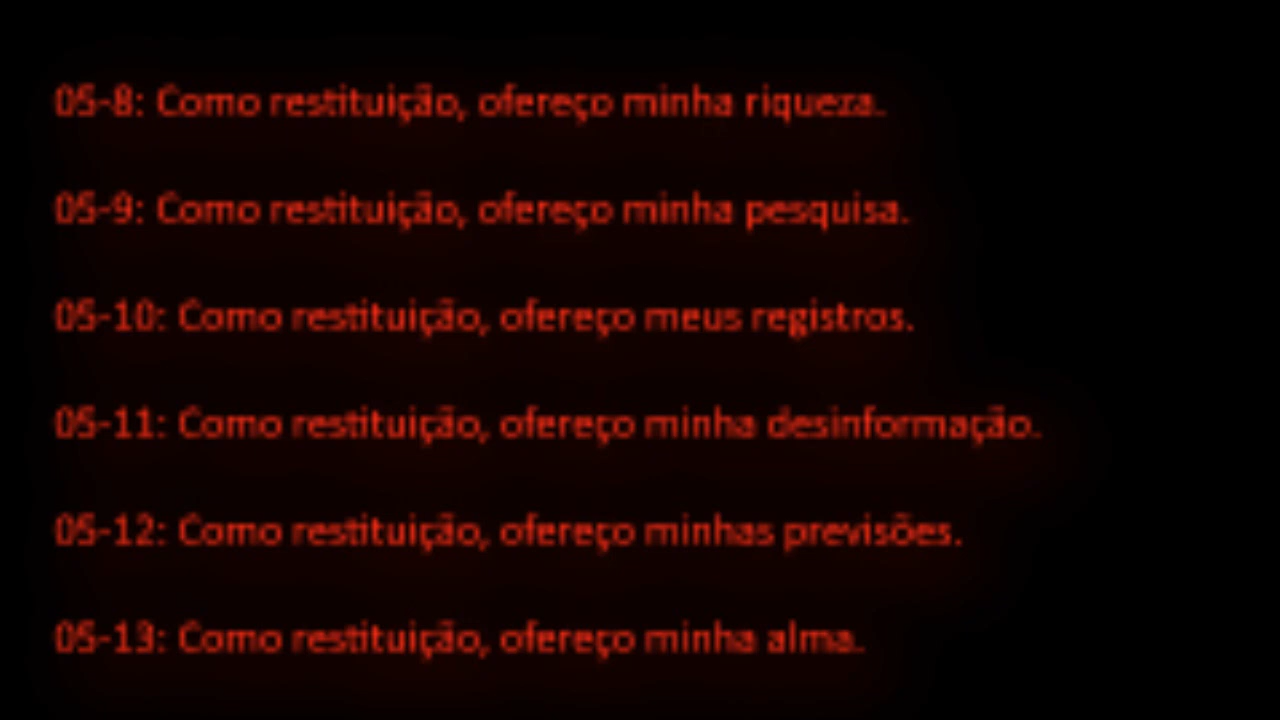 05-8: Como restituição, ofereço minha riqueza.
05-9: Como restituição, ofereço minha pesquisa.
05-10: Como restituição, ofereço meus registros.
05-11: Como restituição, ofereço minha desinformação.
05-12: Como restituição, ofereço minhas previsões.
05-13: Como restituição, ofereço minha alma.